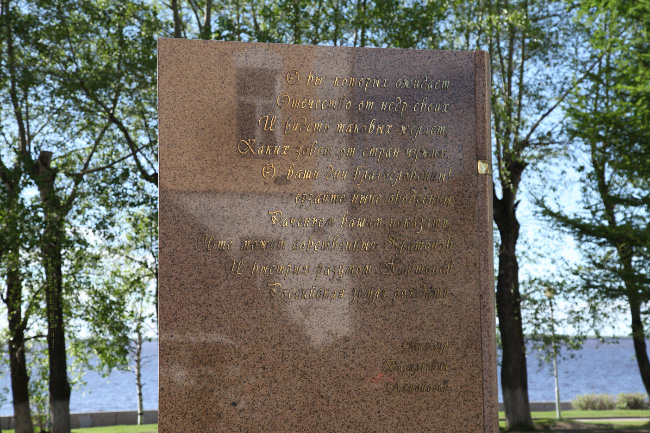 О вы, которых ожидает
Отечество от недр своих
И видеть таковых желает,
Каких зовет от стран чужих,
О, ваши дни благословенны!
Дерзайте ныне ободренны
Раченьем вашим показать,
Что может собственных Платонов
И быстрых разумом Невтонов
Российская земля рождать.
Михаил
Васильевич
Ломоносов